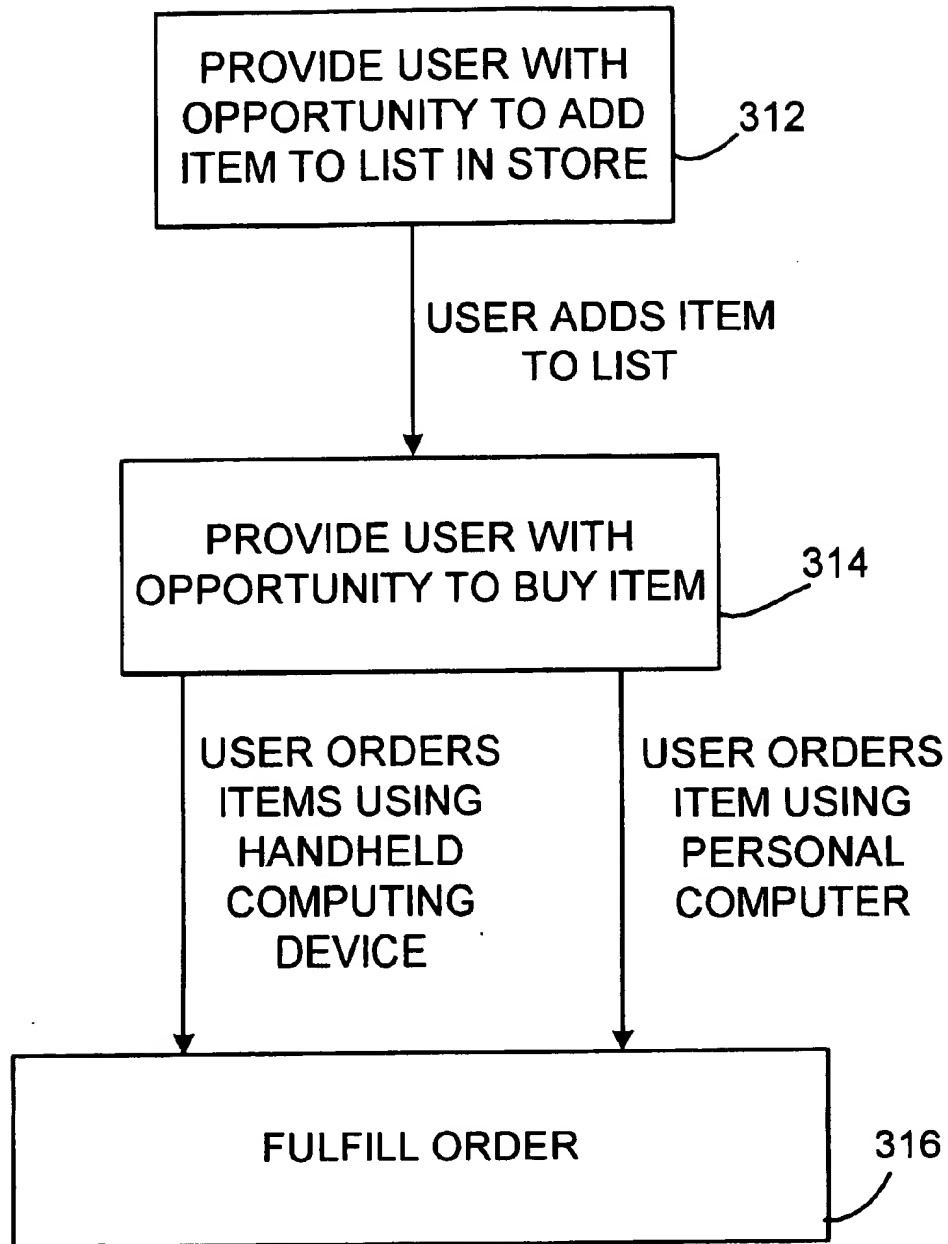 PROVIDE USER WITH
OPPORTUNITY TO ADD
ITEM TO LIST IN STORE
312
USER ADDS ITEM
TO LIST
PROVIDE USER WITH
OPPORTUNITY TO BUY ITEM
314
USER ORDERS
ITEMS USING
HANDHELD
COMPUTING
DEVICE
USER ORDERS
ITEM USING
PERSONAL
COMPUTER
FULFILL ORDER
316